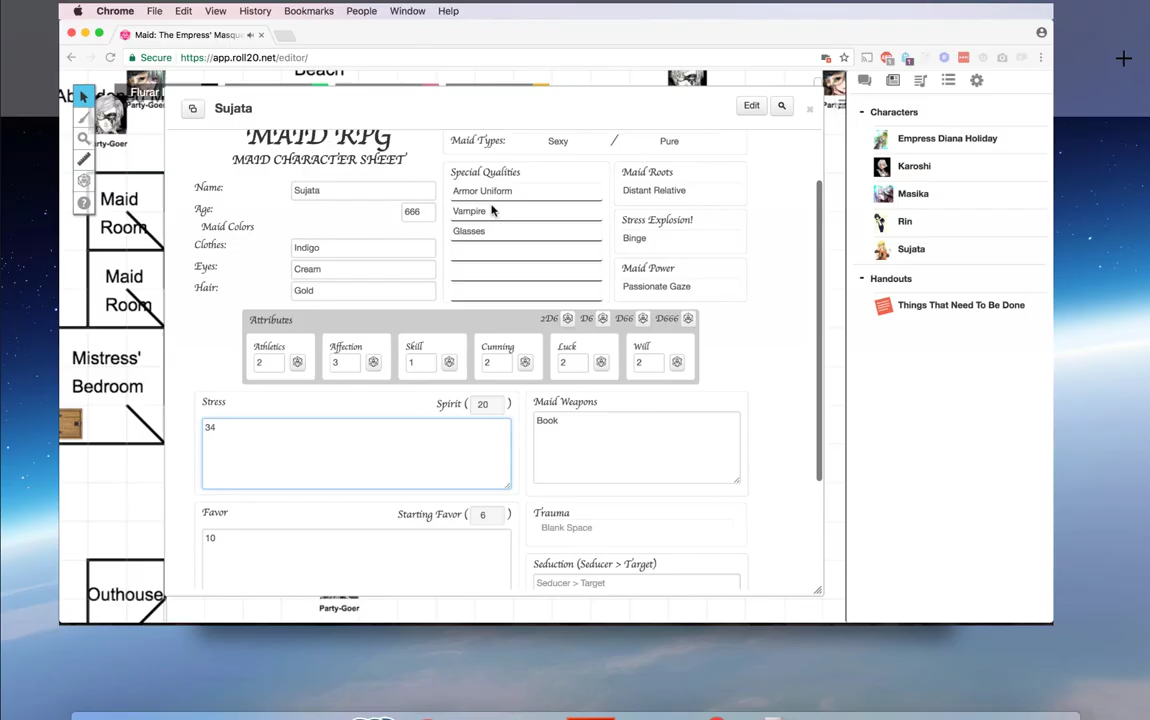 Chrome File Edit View History Bookmarks People Window Help
Maid: The Empress' Masqu
Secure https://app.roll20.net/editor/
Beach
Flurar
Party-Goer
Party-Goer
Maid
Room
Maid
Room
Mistress'
Bedroom
Outhouse
Party-Goer
Sujata
Edit
MAID RPG
MAID CHARACTER SHEET
Maid Types: Sexy / Pure
Name: Sujata
Age: 666
Maid Colors
Clothes: Indigo
Eyes: Cream
Hair: Gold
Special Qualities
Armor Uniform
Vampire
Glasses
Maid Roots
Distant Relative
Stress Explosion!
Binge
Maid Power
Passionate Gaze
Attributes 2D6 D6 D66 D666
Athletics Affection Skill Cunning Luck Will
2 3 1 2 2 2
Stress Spirit ( 20 )
34
Maid Weapons
Book
Favor Starting Favor ( 6 )
10
Trauma
Blank Space
Seduction (Seducer > Target)
Seducer > Target
Characters
Empress Diana Holiday
Karoshi
Masika
Rin
Sujata
Handouts
Things That Need To Be Done